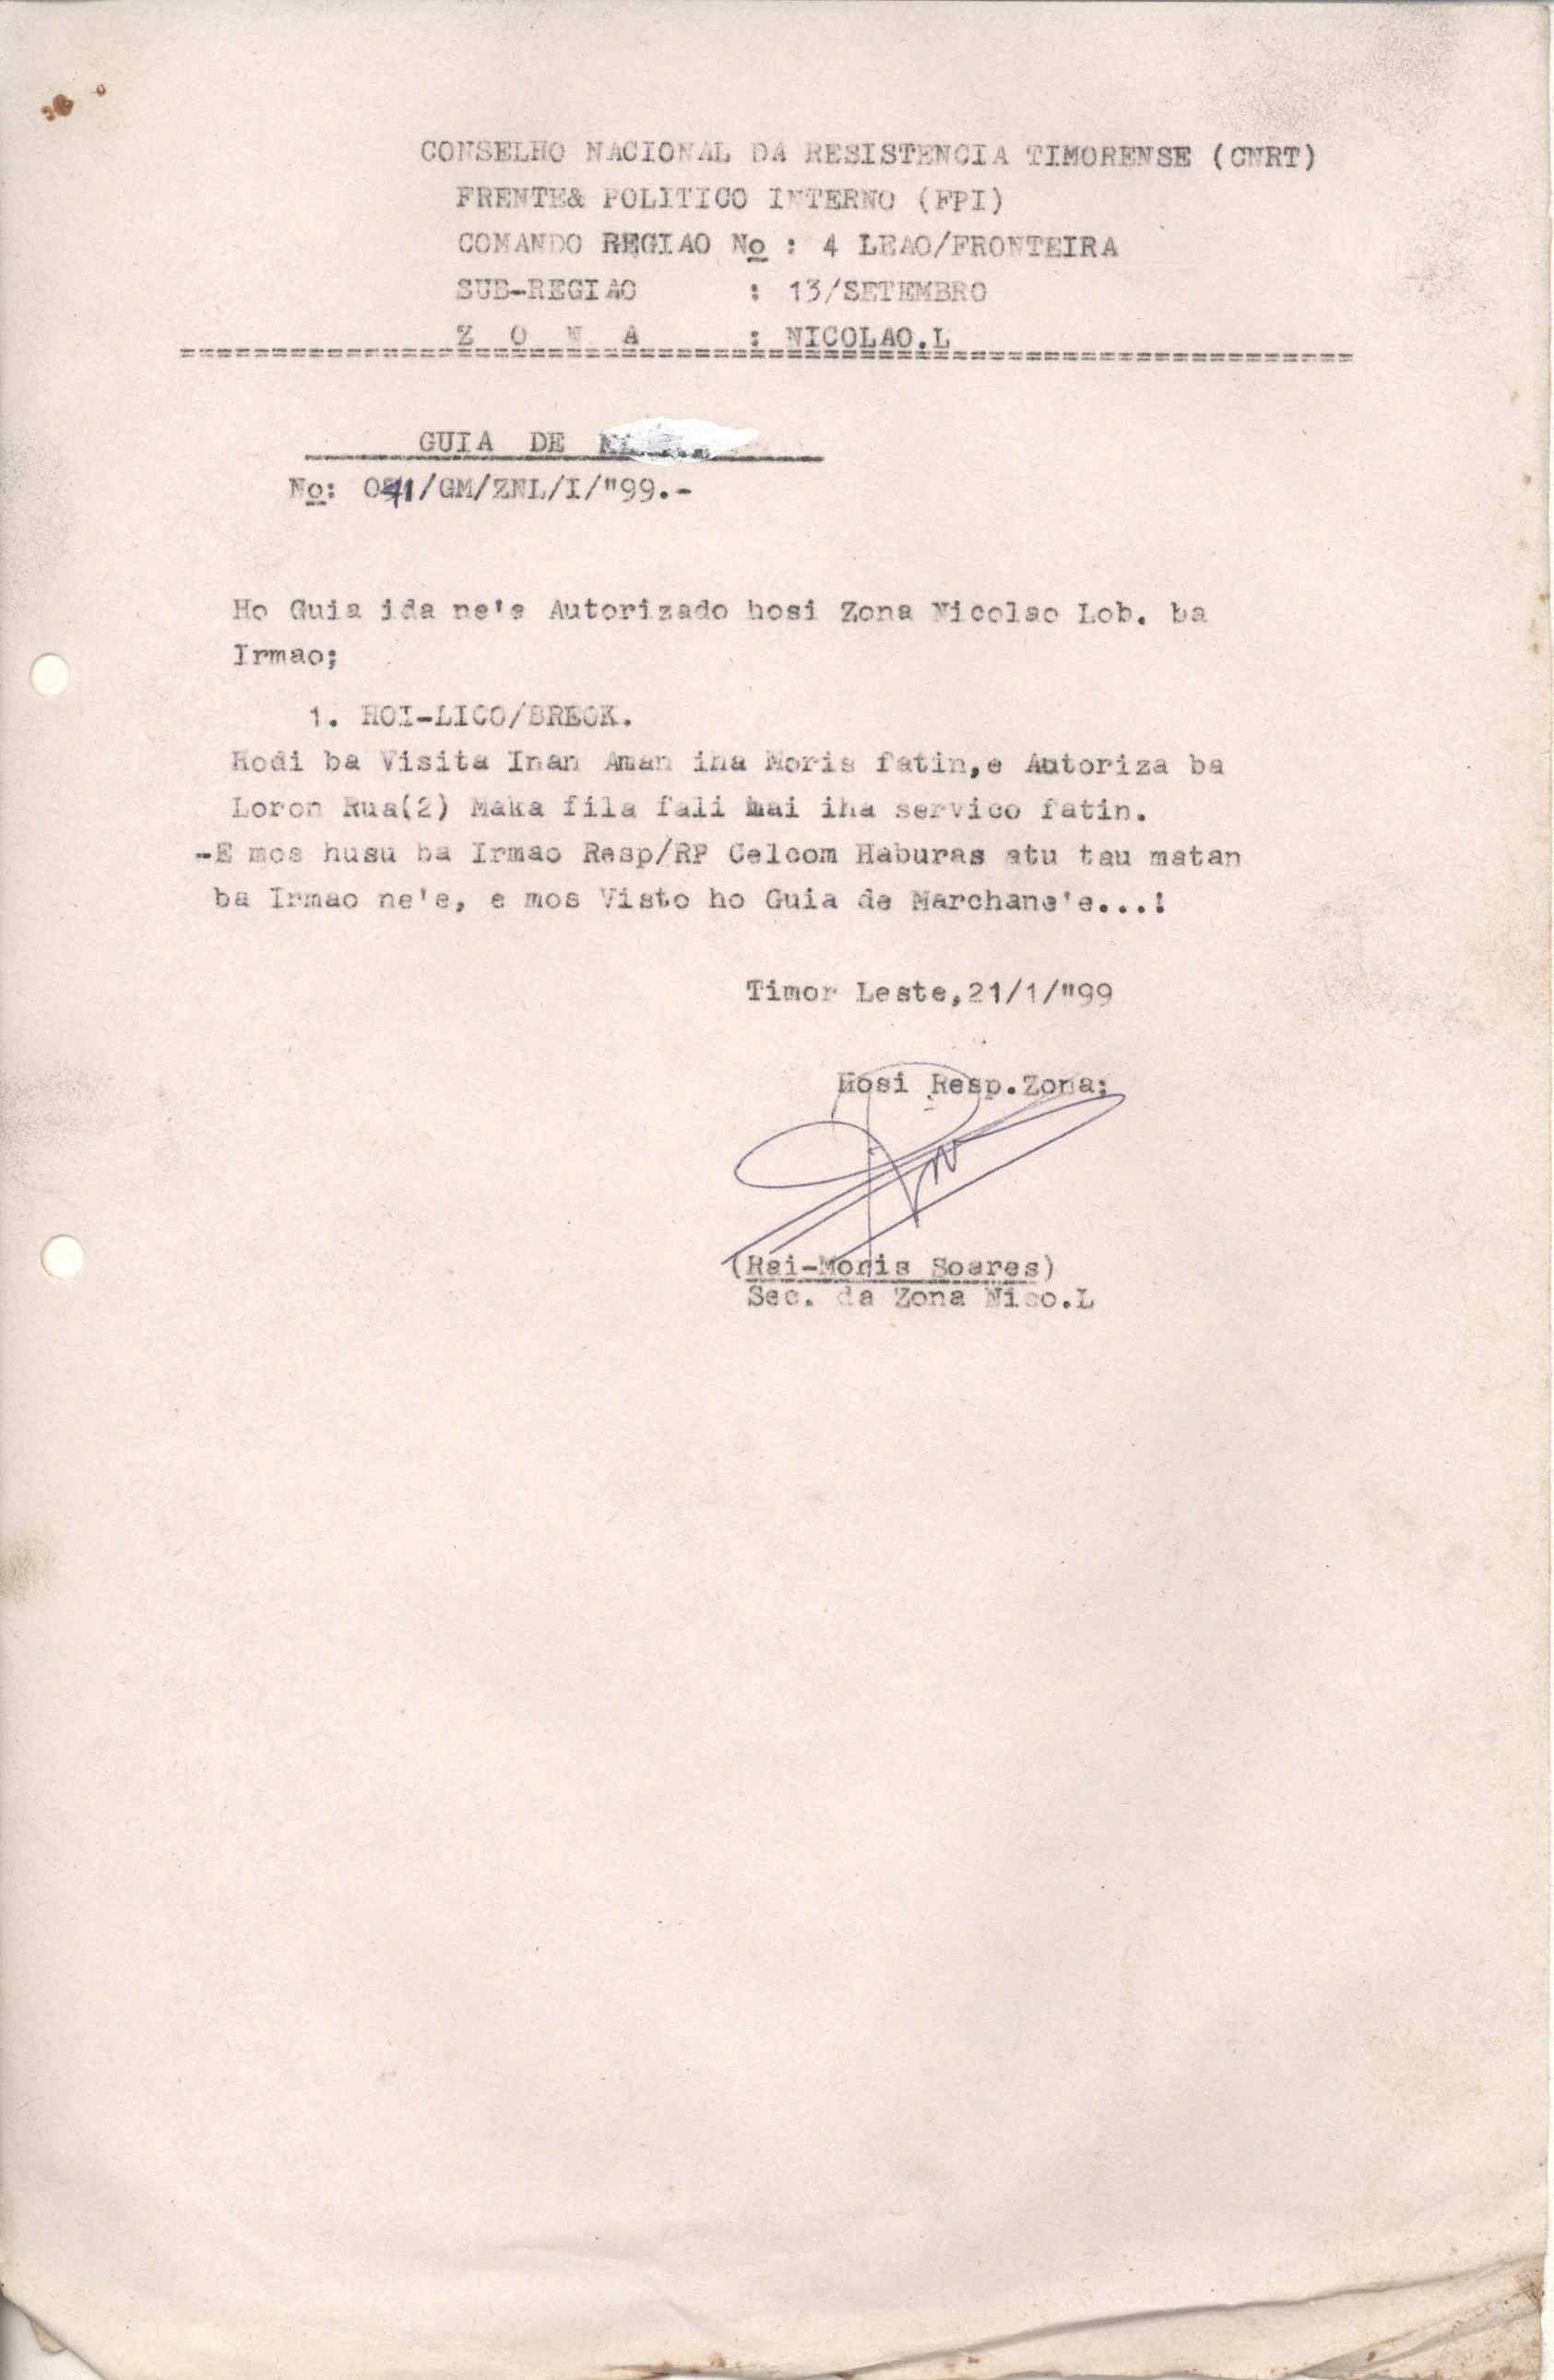 CONSELHO NACIONAL DA RESISTENCIA TIMORENSE (CNRT)
FRENTE& POLITICO INTERNO (FPI)
COMANDO REGIAO No : 4 LEAO/FRONTEIRA
SUB-REGIAO : 13/SETEMBRO
Z O N A : NICOLAO.L
GUIA DE
No: 041/GM/ZNL/I/"99.-
Ho Guia ida ne'e Autorizado hosi Zona Nicolao Lob. ba
Irmao;
1. HOI-LICO/BRECK.
Hodi ba Visita Inan Aman iha Moris fatin,e Autoriza ba
Loron Rua(2) Maka fila fali mai iha servico fatin.
-E mos husu ba Irmao Resp/RP Celcom Haburas atu tau matan
ba Irmao ne'e, e mos Visto ho Guia de Marchane'e...!
Timor Leste,21/1/"99
Hosi Resp.Zona:
(Rai-Moris Soares)
Sec. da Zona Nico.L